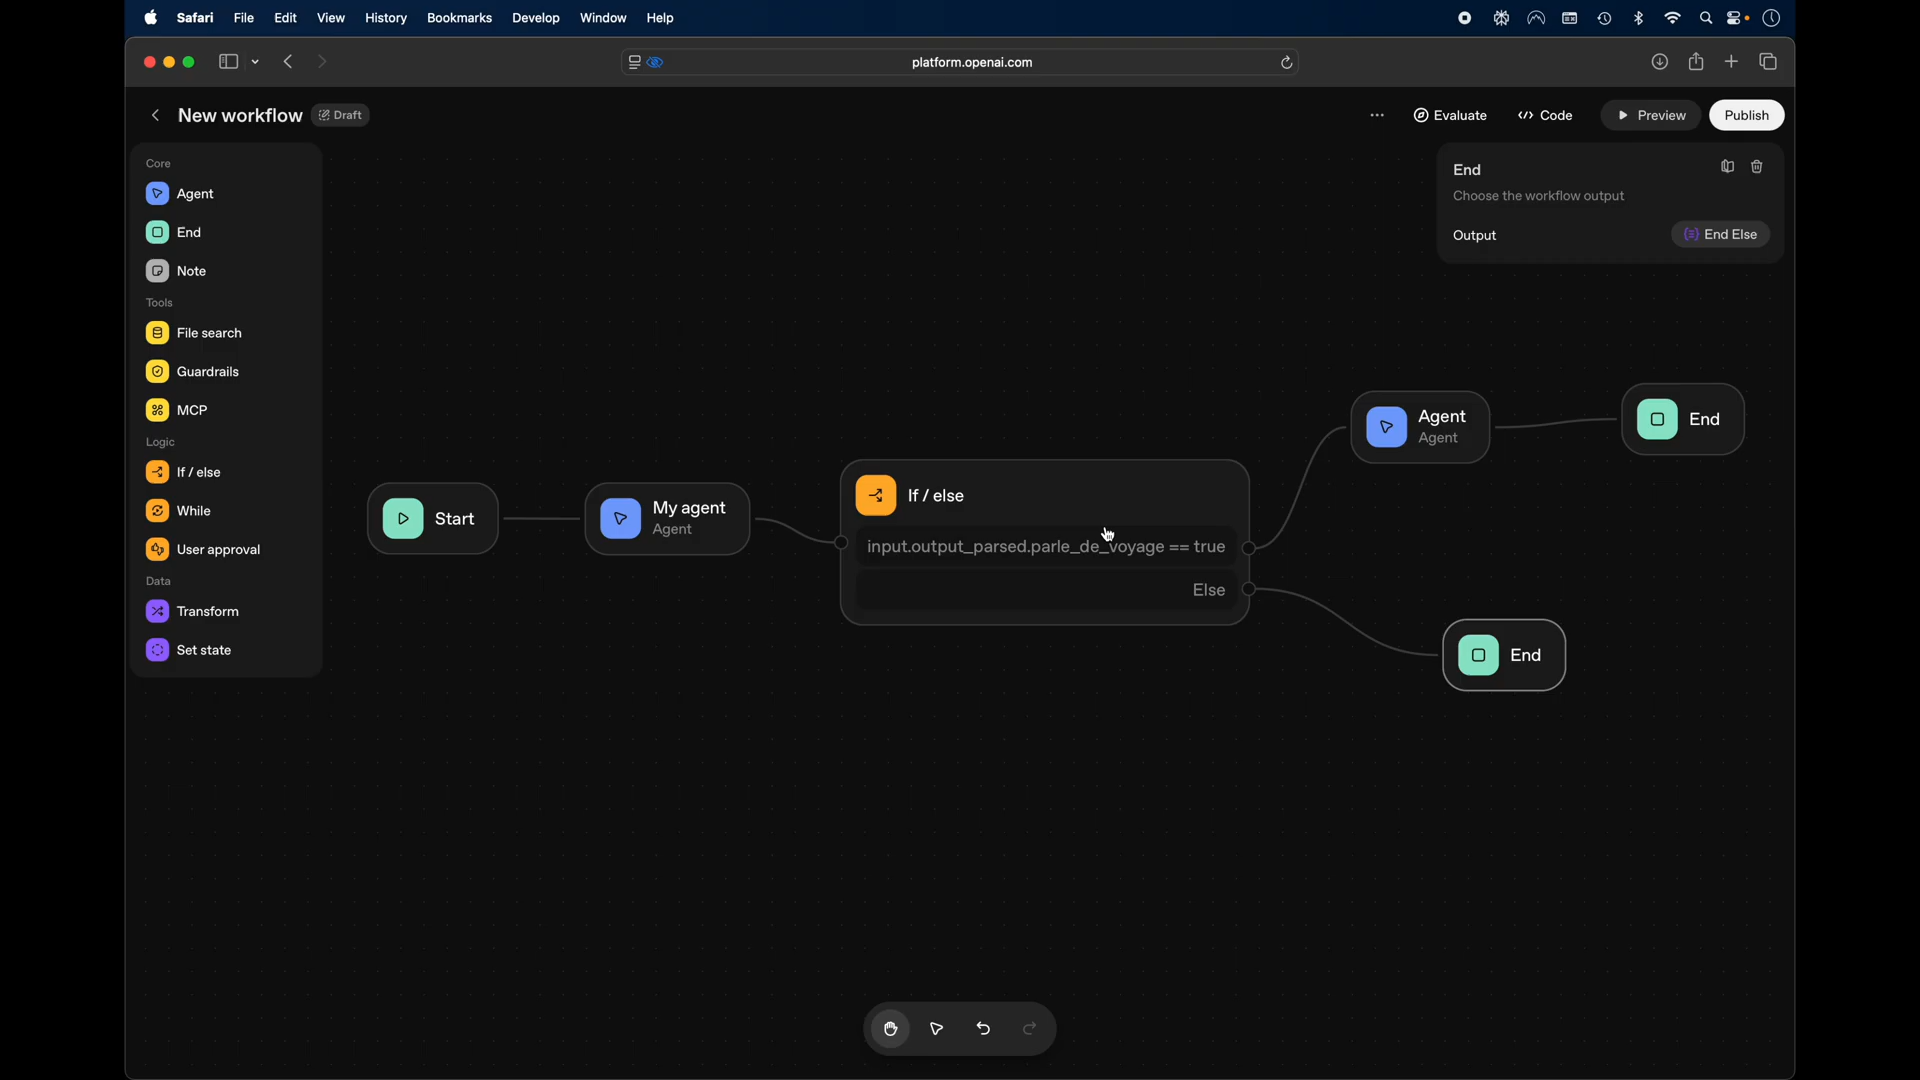 Safari File Edit View History Bookmarks Develop Window Help
platform.openai.com
New workflow Draft
Evaluate Code Preview Publish
Core
Agent
End
Note
Tools
File search
Guardrails
MCP
Logic
If / else
While
User approval
Data
Transform
Set state
End
Choose the workflow output
Output End Else
Start
My agent
Agent
If / else
input.output_parsed.parle_de_voyage == true
Else
Agent
Agent
End
End